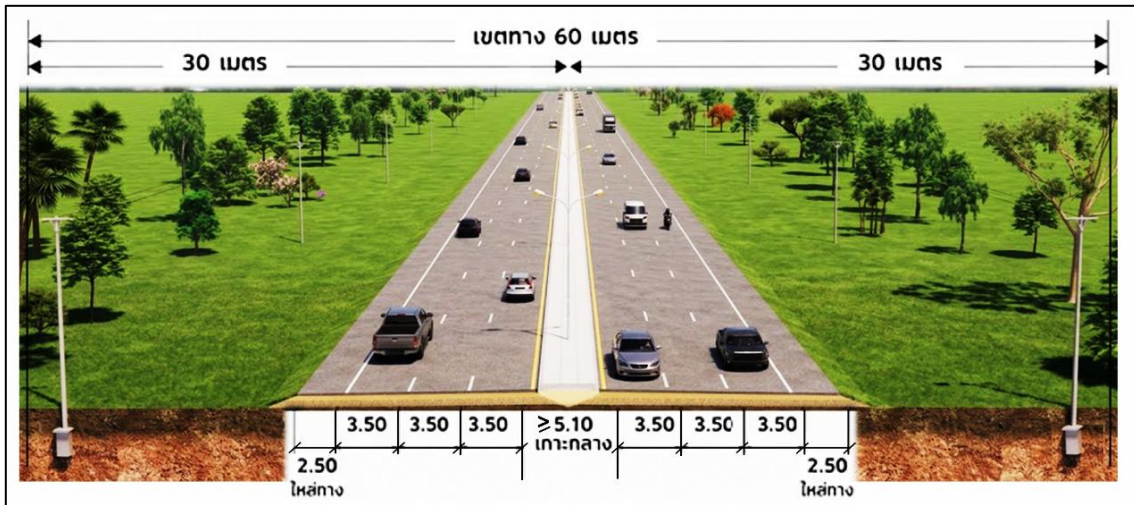 เขตทาง 60 เมตร
30 เมตร 30 เมตร
3.50 3.50 3.50 ≥5.10 3.50 3.50 3.50
เกาะกลาง
2.50 2.50
ไหล่ทาง ไหล่ทาง